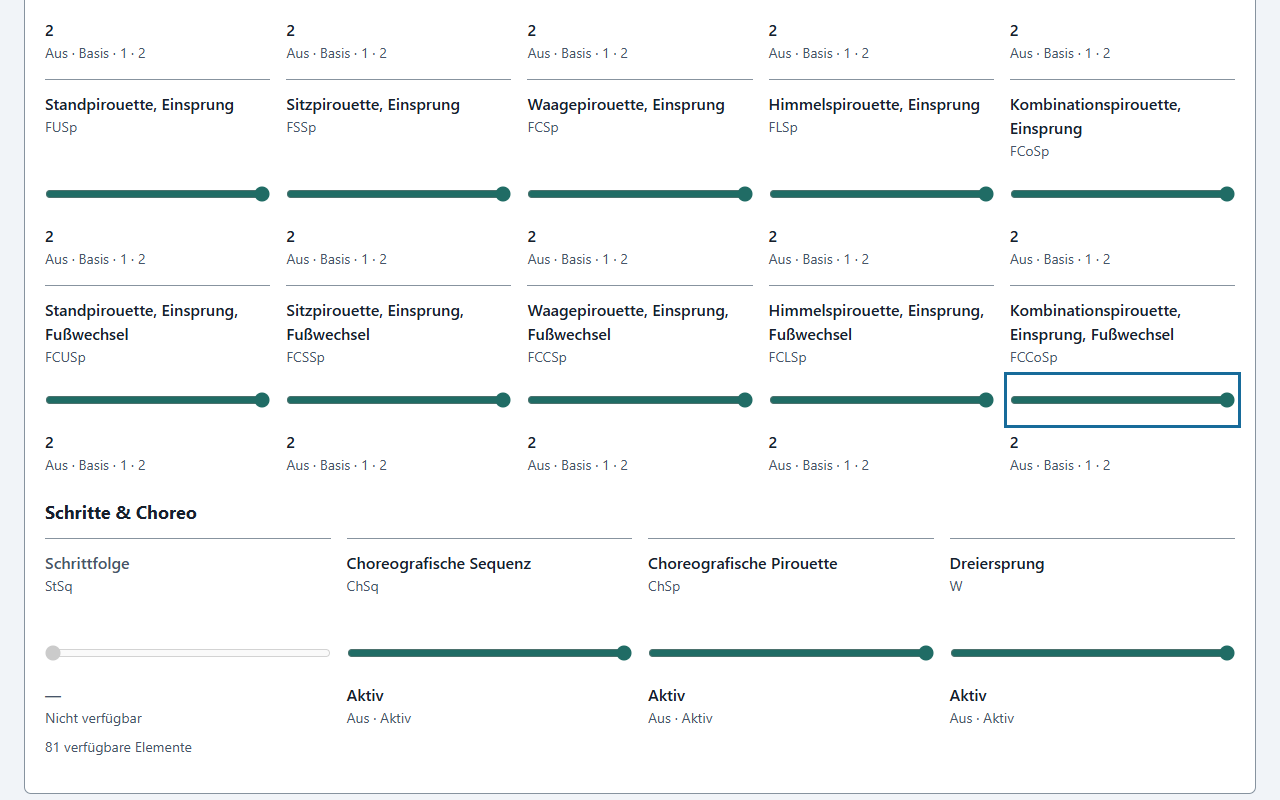 2 2 2 2 2
Aus · Basis · 1 · 2 Aus · Basis · 1 · 2 Aus · Basis · 1 · 2 Aus · Basis · 1 · 2 Aus · Basis · 1 · 2
Standpirouette, Einsprung
FUSp
Sitzpirouette, Einsprung
FSSp
Waagepirouette, Einsprung
FCSp
Himmelspirouette, Einsprung
FLSp
Kombinationspirouette,
Einsprung
FCoSp
2 2 2 2 2
Aus · Basis · 1 · 2 Aus · Basis · 1 · 2 Aus · Basis · 1 · 2 Aus · Basis · 1 · 2 Aus · Basis · 1 · 2
Standpirouette, Einsprung,
Fußwechsel
FCUSp
Sitzpirouette, Einsprung,
Fußwechsel
FCSSp
Waagepirouette, Einsprung,
Fußwechsel
FCCSp
Himmelspirouette, Einsprung,
Fußwechsel
FCLSp
Kombinationspirouette,
Einsprung, Fußwechsel
FCCoSp
2 2 2 2 2
Aus · Basis · 1 · 2 Aus · Basis · 1 · 2 Aus · Basis · 1 · 2 Aus · Basis · 1 · 2 Aus · Basis · 1 · 2
Schritte & Choreo
Schrittfolge
StSq
—
Nicht verfügbar
Choreografische Sequenz
ChSq
Aktiv
Aus · Aktiv
Choreografische Pirouette
ChSp
Aktiv
Aus · Aktiv
Dreiersprung
W
Aktiv
Aus · Aktiv
81 verfügbare Elemente